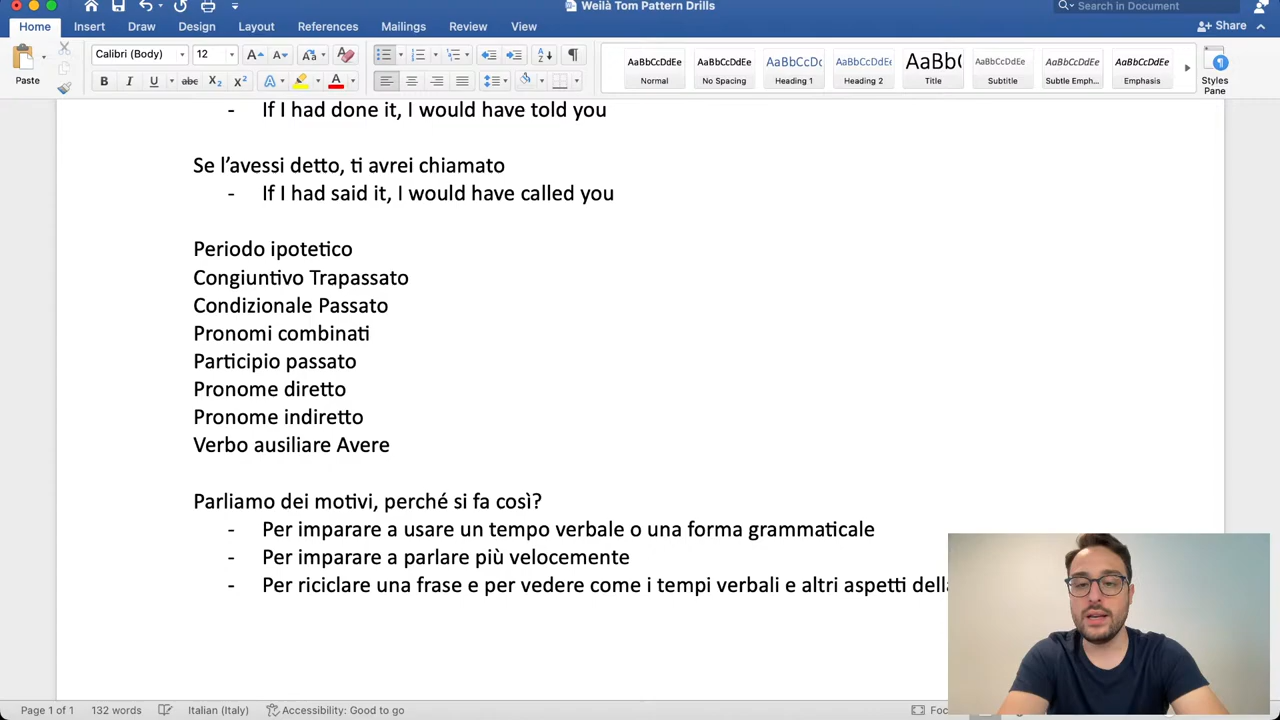 Weilà Tom Pattern Drills
Search in Document
Home Insert Draw Design Layout References Mailings Review View
Share
Calibri (Body) 12
Paste
AaBbCcDdEe AaBbCcDdEe AaBbCcDc AaBbCcDdEe AaBb( AaBbCcDdEe AaBbCcDdEe AaBbCcDdEe
Normal No Spacing Heading 1 Heading 2 Title Subtitle Subtle Emph... Emphasis
Styles
Pane
- If I had done it, I would have told you
Se l’avessi detto, ti avrei chiamato
- If I had said it, I would have called you
Periodo ipotetico
Congiuntivo Trapassato
Condizionale Passato
Pronomi combinati
Participio passato
Pronome diretto
Pronome indiretto
Verbo ausiliare Avere
Parliamo dei motivi, perché si fa così?
- Per imparare a usare un tempo verbale o una forma grammaticale
- Per imparare a parlare più velocemente
- Per riciclare una frase e per vedere come i tempi verbali e altri aspetti
Page 1 of 1 132 words Italian (Italy) Accessibility: Good to go